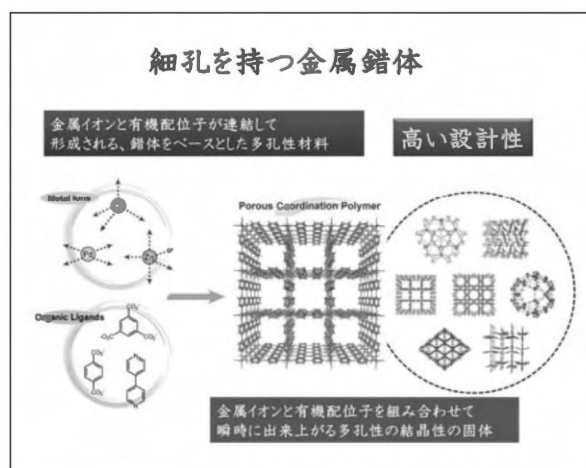 細孔を持つ金属錯体
金属イオンと有機配位子が連結して
形成される、錯体をベースとした多孔性材料
高い設計性
Metal Ions
Pd
Zn
Porous Coordination Polymer
Organic Ligands
金属イオンと有機配位子を組み合わせて
瞬時に出来上がる多孔性の結晶性の固体